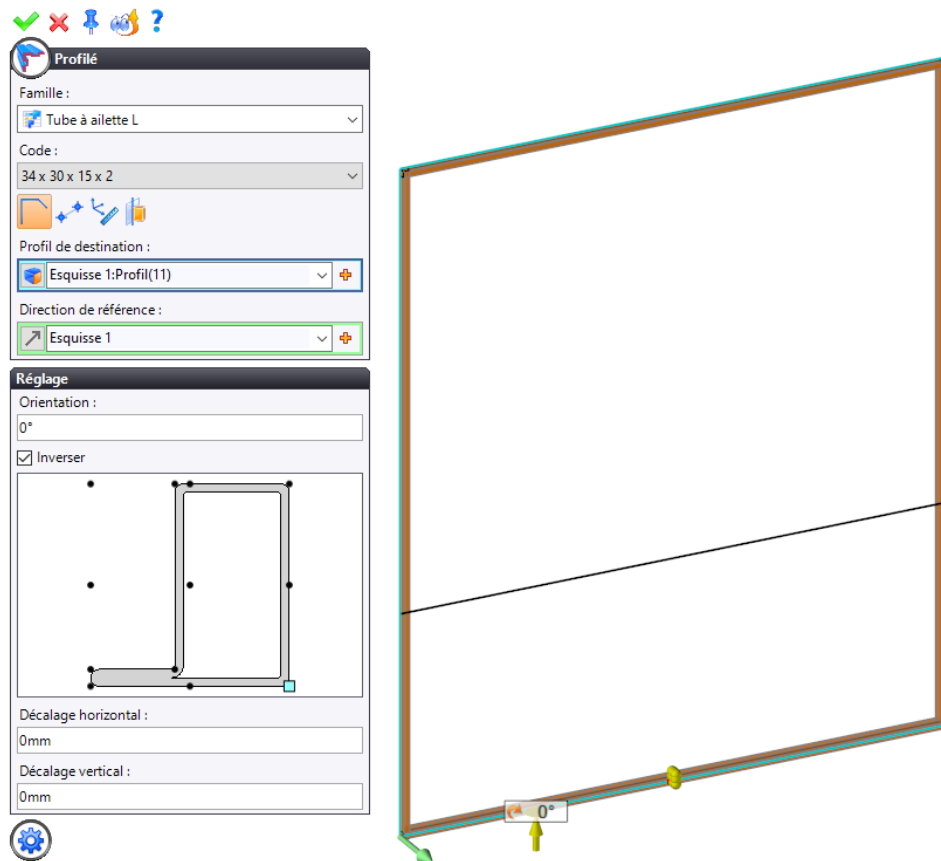 ?
Profilé
Famille :
Tube à ailette L
Code :
34 x 30 x 15 x 2
Profil de destination :
Esquisse 1:Profil(11)
Direction de référence :
Esquisse 1
Réglage
Orientation :
0°
Inverser
Décalage horizontal :
0mm
Décalage vertical :
0mm
0°